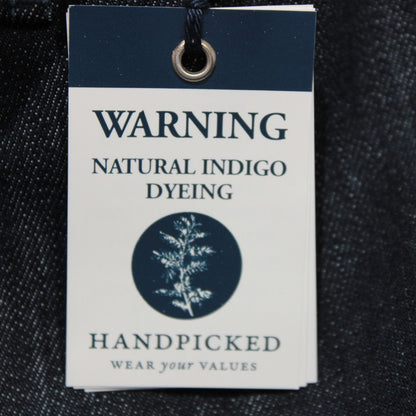 WARNING
NATURAL INDIGO
DYEING
HANDPICKED
WEAR your VALUES